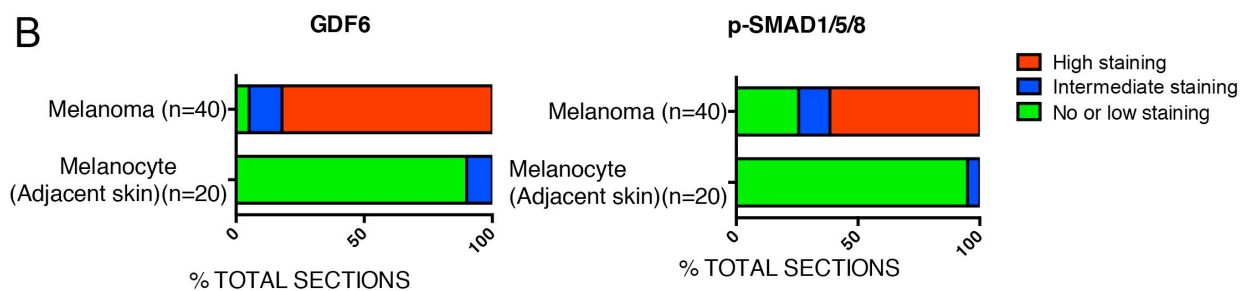 B
GDF6
Melanoma (n=40)
Melanocyte
(Adjacent skin)(n=20)
0
50
100
% TOTAL SECTIONS
p-SMAD1/5/8
Melanoma (n=40)
Melanocyte
(Adjacent skin)(n=20)
0
50
100
% TOTAL SECTIONS
High staining
Intermediate staining
No or low staining